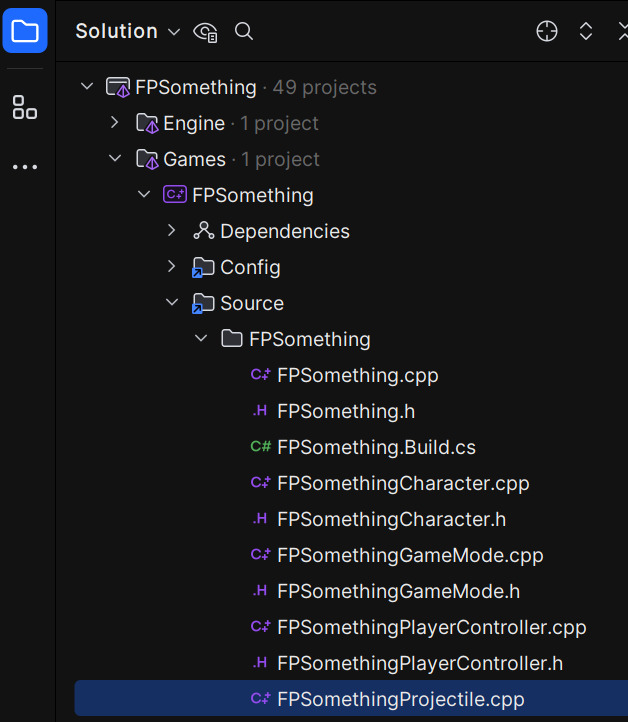 Solution
FPSomething · 49 projects
Engine · 1 project
Games · 1 project
C++ FPSomething
Dependencies
Config
Source
FPSomething
C++ FPSomething.cpp
.H FPSomething.h
C# FPSomething.Build.cs
C++ FPSomethingCharacter.cpp
.H FPSomethingCharacter.h
C++ FPSomethingGameMode.cpp
.H FPSomethingGameMode.h
C++ FPSomethingPlayerController.cpp
.H FPSomethingPlayerController.h
C++ FPSomethingProjectile.cpp